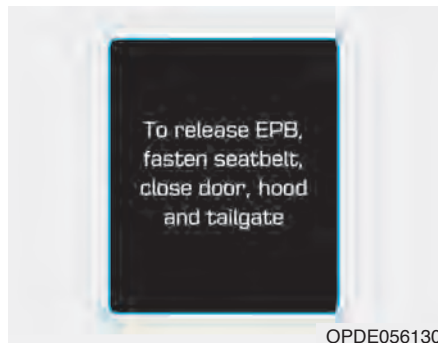 To release EPB,
fasten seatbelt,
close door, hood
and tailgate
OPDE056130